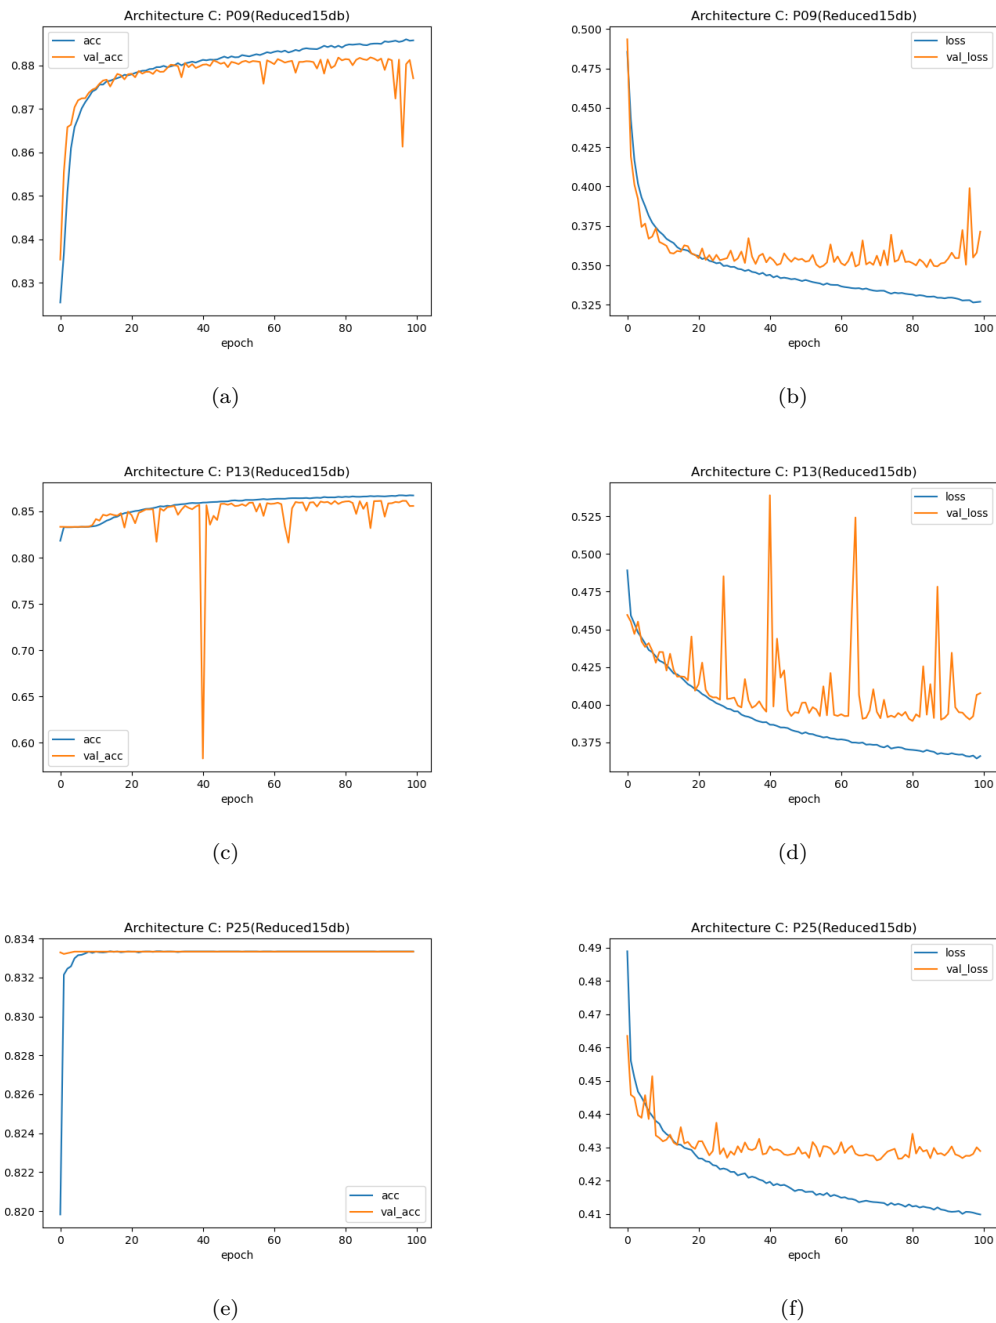 Architecture C: P09(Reduced15db)
acc
val_acc
0.88
0.87
0.86
0.85
0.84
0.83
0 20 40 60 80 100
epoch
(a)
Architecture C: P09(Reduced15db)
loss
val_loss
0.500
0.475
0.450
0.425
0.400
0.375
0.350
0.325
0 20 40 60 80 100
epoch
(b)
Architecture C: P13(Reduced15db)
0.85
0.80
0.75
0.70
0.65
0.60
acc
val_acc
0 20 40 60 80 100
epoch
(c)
Architecture C: P13(Reduced15db)
loss
val_loss
0.525
0.500
0.475
0.450
0.425
0.400
0.375
0 20 40 60 80 100
epoch
(d)
Architecture C: P25(Reduced15db)
0.834
0.832
0.830
0.828
0.826
0.824
0.822
0.820
acc
val_acc
0 20 40 60 80 100
epoch
(e)
Architecture C: P25(Reduced15db)
loss
val_loss
0.49
0.48
0.47
0.46
0.45
0.44
0.43
0.42
0.41
0 20 40 60 80 100
epoch
(f)